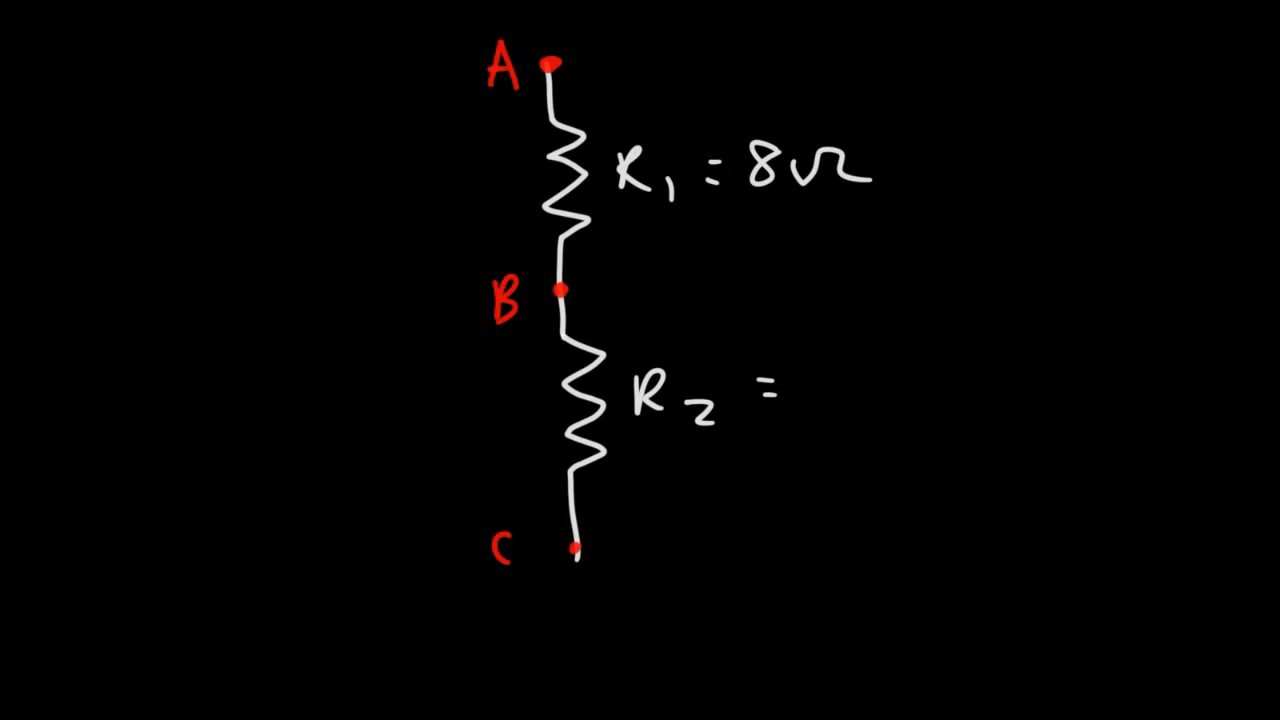 A
R₁ = 8Ω
B
R₂ =
C